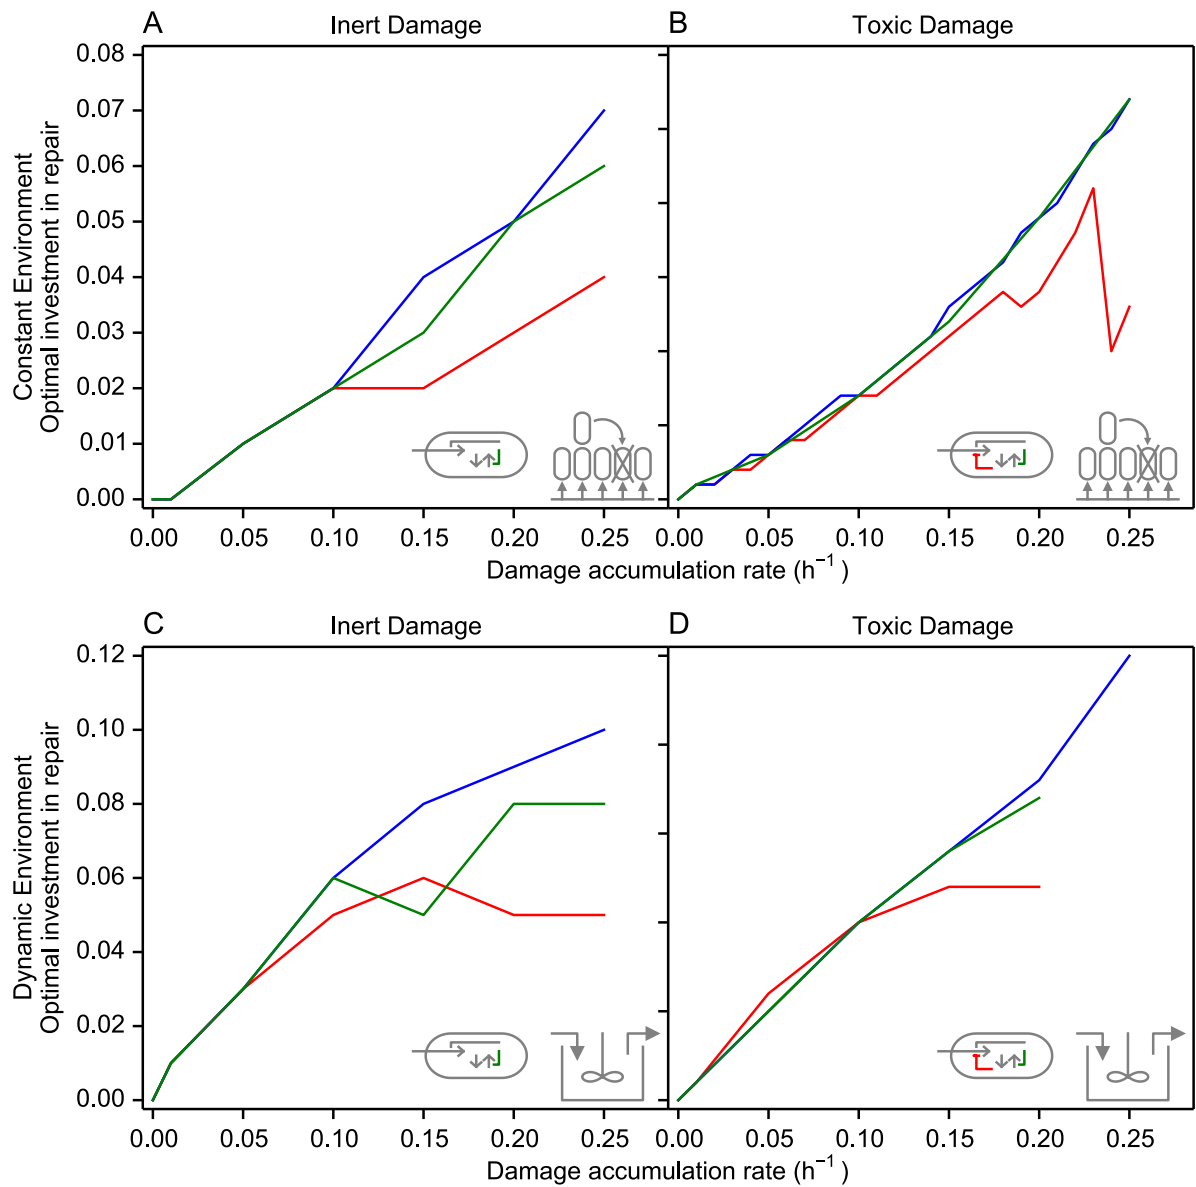 A
Inert Damage
B
Toxic Damage
Constant Environment
Optimal investment in repair
0.08
0.07
0.06
0.05
0.04
0.03
0.02
0.01
0.00
0.00 0.05 0.10 0.15 0.20 0.25
0.00 0.05 0.10 0.15 0.20 0.25
Damage accumulation rate (h⁻¹ )
C
Inert Damage
D
Toxic Damage
Dynamic Environment
Optimal investment in repair
0.12
0.10
0.08
0.06
0.04
0.02
0.00
0.00 0.05 0.10 0.15 0.20 0.25
0.00 0.05 0.10 0.15 0.20 0.25
Damage accumulation rate (h⁻¹ )